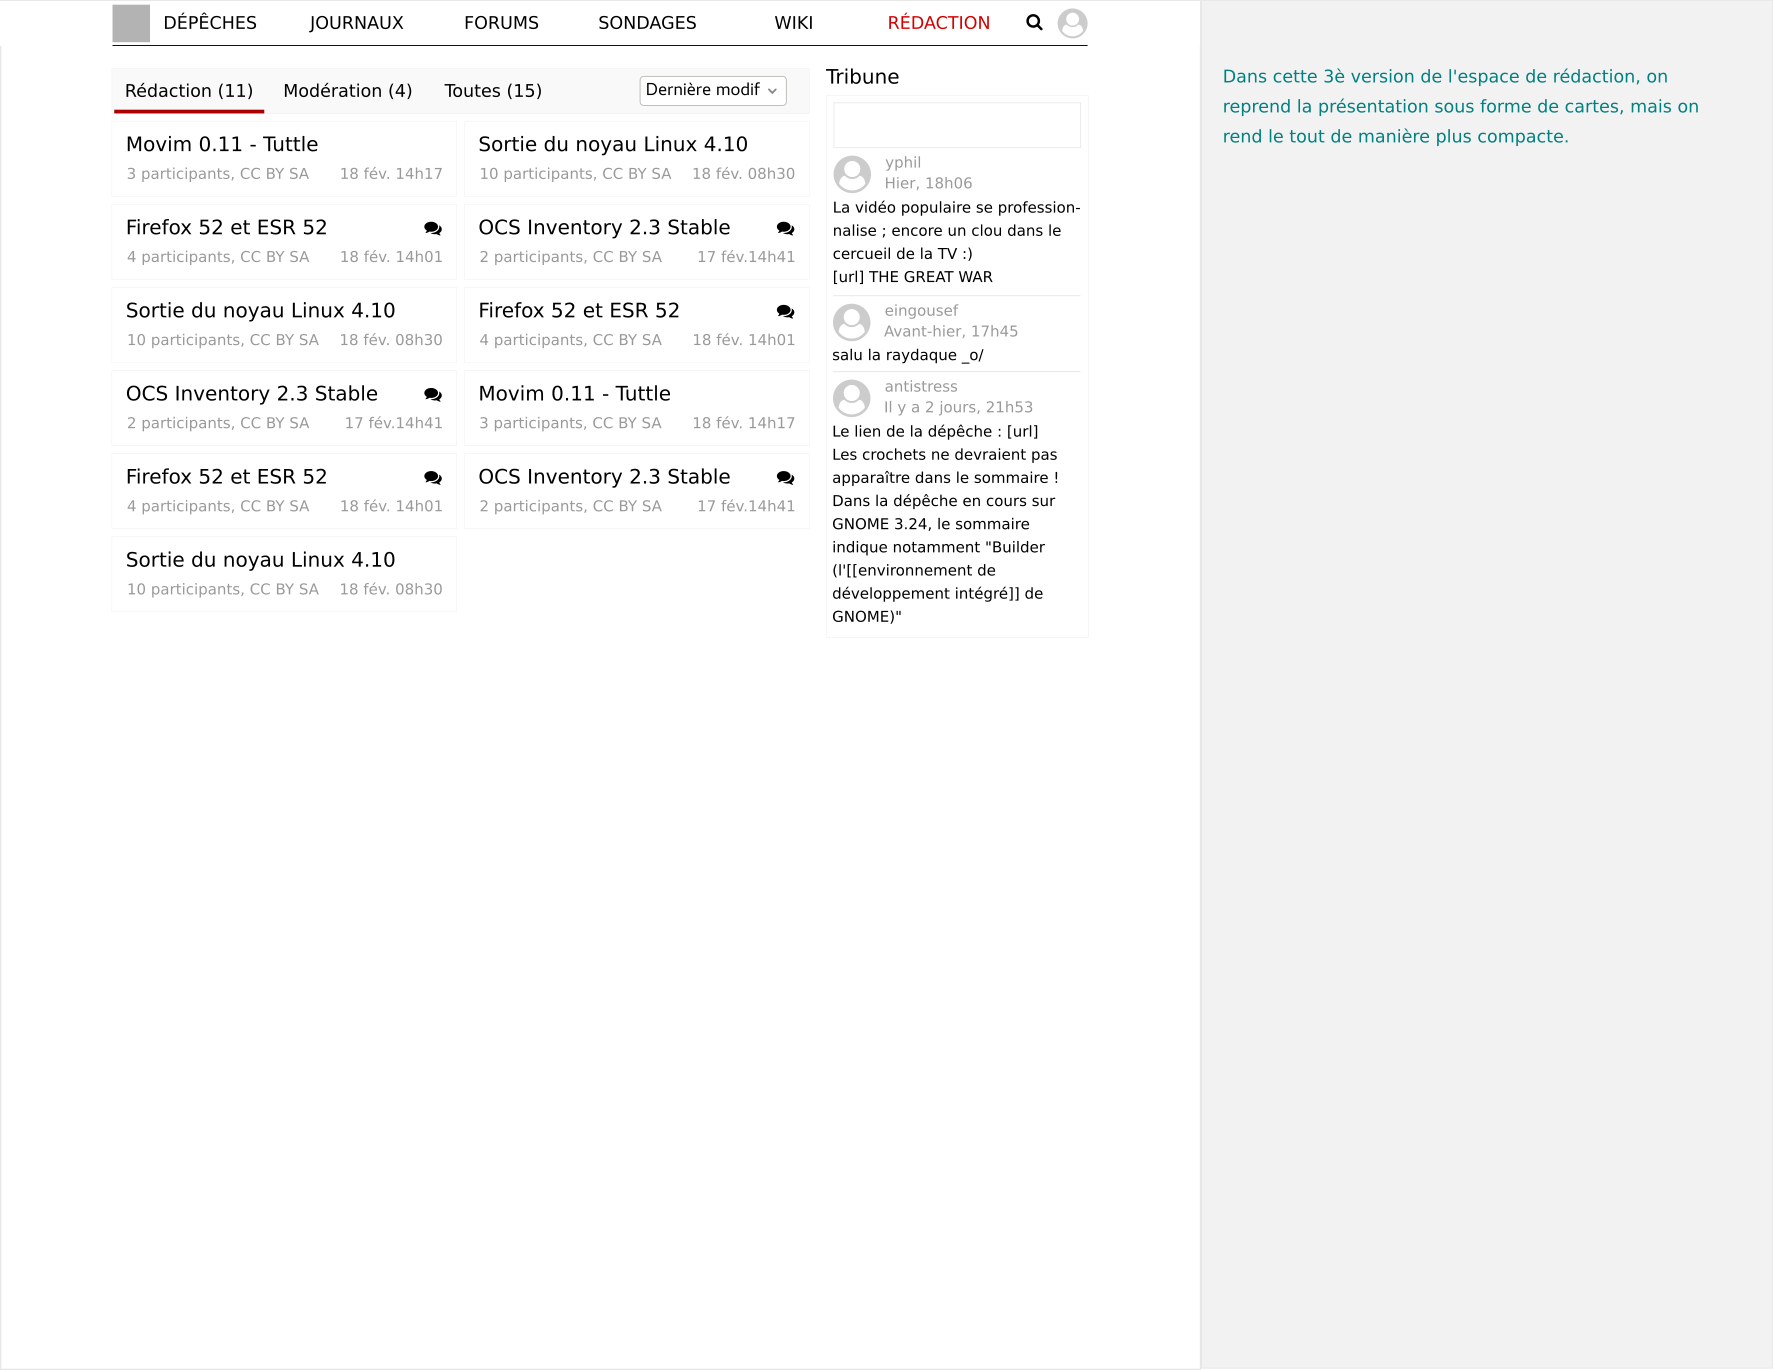 DÉPÊCHES JOURNAUX FORUMS SONDAGES WIKI RÉDACTION
Rédaction (11) Modération (4) Toutes (15) Dernière modif
Movim 0.11 - Tuttle
3 participants, CC BY SA 18 fév. 14h17
Sortie du noyau Linux 4.10
10 participants, CC BY SA 18 fév. 08h30
Firefox 52 et ESR 52
4 participants, CC BY SA 18 fév. 14h01
OCS Inventory 2.3 Stable
2 participants, CC BY SA 17 fév.14h41
Sortie du noyau Linux 4.10
10 participants, CC BY SA 18 fév. 08h30
Firefox 52 et ESR 52
4 participants, CC BY SA 18 fév. 14h01
OCS Inventory 2.3 Stable
2 participants, CC BY SA 17 fév.14h41
Movim 0.11 - Tuttle
3 participants, CC BY SA 18 fév. 14h17
Firefox 52 et ESR 52
4 participants, CC BY SA 18 fév. 14h01
OCS Inventory 2.3 Stable
2 participants, CC BY SA 17 fév.14h41
Sortie du noyau Linux 4.10
10 participants, CC BY SA 18 fév. 08h30
Tribune
yphil
Hier, 18h06
La vidéo populaire se profession-
nalise ; encore un clou dans le
cercueil de la TV :)
[url] THE GREAT WAR
eingousef
Avant-hier, 17h45
salu la raydaque _o/
antistress
Il y a 2 jours, 21h53
Le lien de la dépêche : [url]
Les crochets ne devraient pas
apparaître dans le sommaire !
Dans la dépêche en cours sur
GNOME 3.24, le sommaire
indique notamment "Builder
(l'[[environnement de
développement intégré]] de
GNOME)"
Dans cette 3è version de l'espace de rédaction, on
reprend la présentation sous forme de cartes, mais on
rend le tout de manière plus compacte.